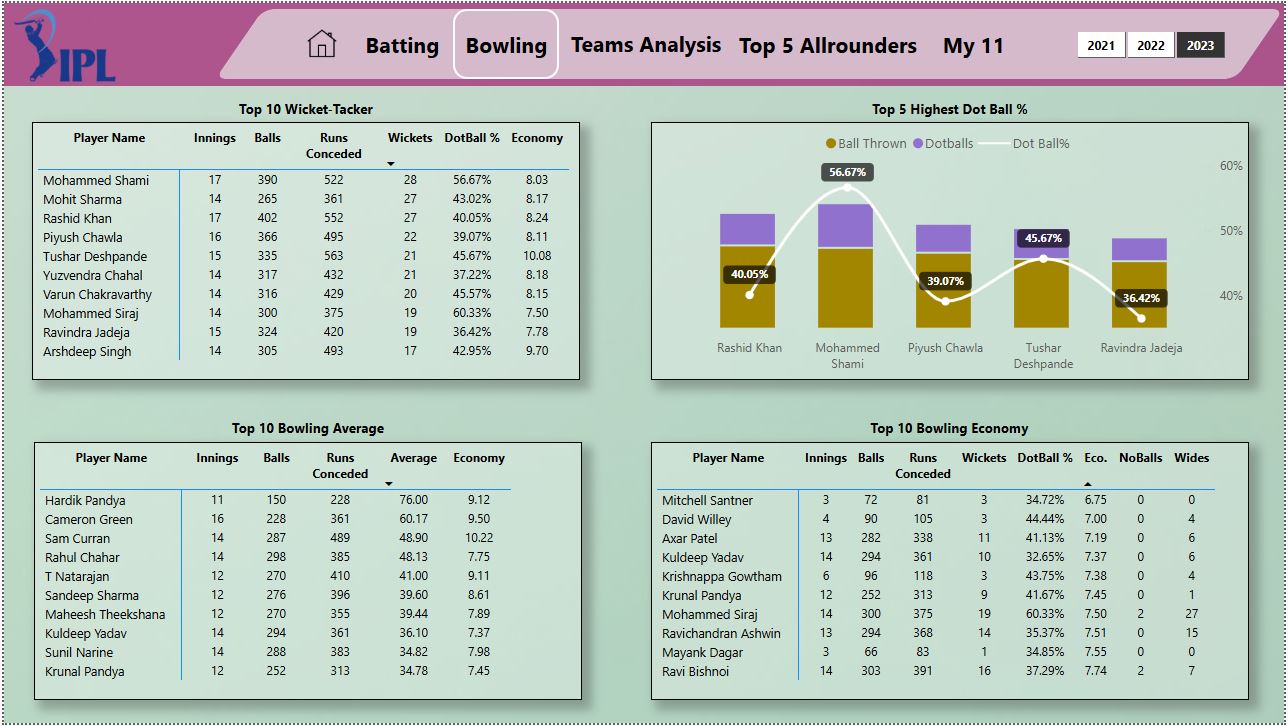 IPL
Batting Bowling Teams Analysis Top 5 Allrounders My 11 2021 2022 2023
Top 10 Wicket-Tacker
Player Name Innings Balls Runs Conceded Wickets DotBall % Economy
Mohammed Shami 17 390 522 28 56.67% 8.03
Mohit Sharma 14 265 361 27 43.02% 8.17
Rashid Khan 17 402 552 27 40.05% 8.24
Piyush Chawla 16 366 495 22 39.07% 8.11
Tushar Deshpande 15 335 563 21 45.67% 10.08
Yuzvendra Chahal 14 317 432 21 37.22% 8.18
Varun Chakravarthy 14 316 429 20 45.57% 8.15
Mohammed Siraj 14 300 375 19 60.33% 7.50
Ravindra Jadeja 15 324 420 19 36.42% 7.78
Arshdeep Singh 14 305 493 17 42.95% 9.70
Top 5 Highest Dot Ball %
Ball Thrown Dotballs Dot Ball%
60%
56.67%
50%
45.67%
40.05%
39.07%
40%
36.42%
Rashid Khan Mohammed Shami Piyush Chawla Tushar Deshpande Ravindra Jadeja
Top 10 Bowling Average
Player Name Innings Balls Runs Conceded Average Economy
Hardik Pandya 11 150 228 76.00 9.12
Cameron Green 16 228 361 60.17 9.50
Sam Curran 14 287 489 48.90 10.22
Rahul Chahar 14 298 385 48.13 7.75
T Natarajan 12 270 410 41.00 9.11
Sandeep Sharma 12 276 396 39.60 8.61
Maheesh Theekshana 12 270 355 39.44 7.89
Kuldeep Yadav 14 294 361 36.10 7.37
Sunil Narine 14 288 383 34.82 7.98
Krunal Pandya 12 252 313 34.78 7.45
Top 10 Bowling Economy
Player Name Innings Balls Runs Conceded Wickets DotBall % Eco. NoBalls Wides
Mitchell Santner 3 72 81 3 34.72% 6.75 0 0
David Willey 4 90 105 3 44.44% 7.00 0 4
Axar Patel 13 282 338 11 41.13% 7.19 0 6
Kuldeep Yadav 14 294 361 10 32.65% 7.37 0 6
Krishnappa Gowtham 6 96 118 3 43.75% 7.38 0 4
Krunal Pandya 12 252 313 9 41.67% 7.45 0 1
Mohammed Siraj 14 300 375 19 60.33% 7.50 2 27
Ravichandran Ashwin 13 294 368 14 35.37% 7.51 0 15
Mayank Dagar 3 66 83 1 34.85% 7.55 0 0
Ravi Bishnoi 14 303 391 16 37.29% 7.74 2 7